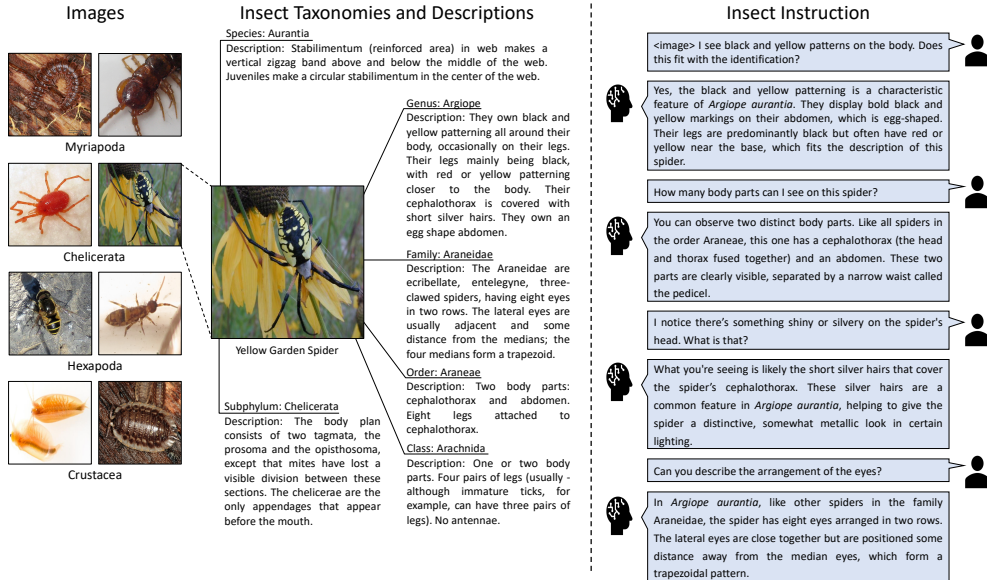 Images
Myriapoda
Chelicerata
Hexapoda
Crustacea
Insect Taxonomies and Descriptions
Species: Aurantia
Description: Stabilimentum (reinforced area) in web makes a
vertical zigzag band above and below the middle of the web.
Juveniles make a circular stabilimentum in the center of the web.
Yellow Garden Spider
Subphylum: Chelicerata
Description: The body plan
consists of two tagmata, the
prosoma and the opisthosoma,
except that mites have lost a
visible division between these
sections. The chelicerae are the
only appendages that appear
before the mouth.
Genus: Argiope
Description: They own black and
yellow patterning all around their
body, occasionally on their legs.
Their legs mainly being black,
with red or yellow patterning
closer to the body. Their
cephalothorax is covered with
short silver hairs. They own an
egg shape abdomen.
Family: Araneidae
Description: The Araneidae are
ecribellate, entelegyne, three-
clawed spiders, having eight eyes
in two rows. The lateral eyes are
usually adjacent and some
distance from the medians; the
four medians form a trapezoid.
Order: Araneae
Description: Two body parts:
cephalothorax and abdomen.
Eight legs attached to
cephalothorax.
Class: Arachnida
Description: One or two body
parts. Four pairs of legs (usually -
although immature ticks, for
example, can have three pairs of
legs). No antennae.
Insect Instruction
<image> I see black and yellow patterns on the body. Does
this fit with the identification?
Yes, the black and yellow patterning is a characteristic
feature of Argiope aurantia. They display bold black and
yellow markings on their abdomen, which is egg-shaped.
Their legs are predominantly black but often have red or
yellow near the base, which fits the description of this
spider.
How many body parts can I see on this spider?
You can observe two distinct body parts. Like all spiders in
the order Araneae, this one has a cephalothorax (the head
and thorax fused together) and an abdomen. These two
parts are clearly visible, separated by a narrow waist called
the pedicel.
I notice there's something shiny or silvery on the spider's
head. What is that?
What you're seeing is likely the short silver hairs that cover
the spider's cephalothorax. These silver hairs are a
common feature in Argiope aurantia, helping to give the
spider a distinctive, somewhat metallic look in certain
lighting.
Can you describe the arrangement of the eyes?
In Argiope aurantia, like other spiders in the family
Araneidae, the spider has eight eyes arranged in two rows.
The lateral eyes are close together but are positioned some
distance away from the median eyes, which form a
trapezoidal pattern.